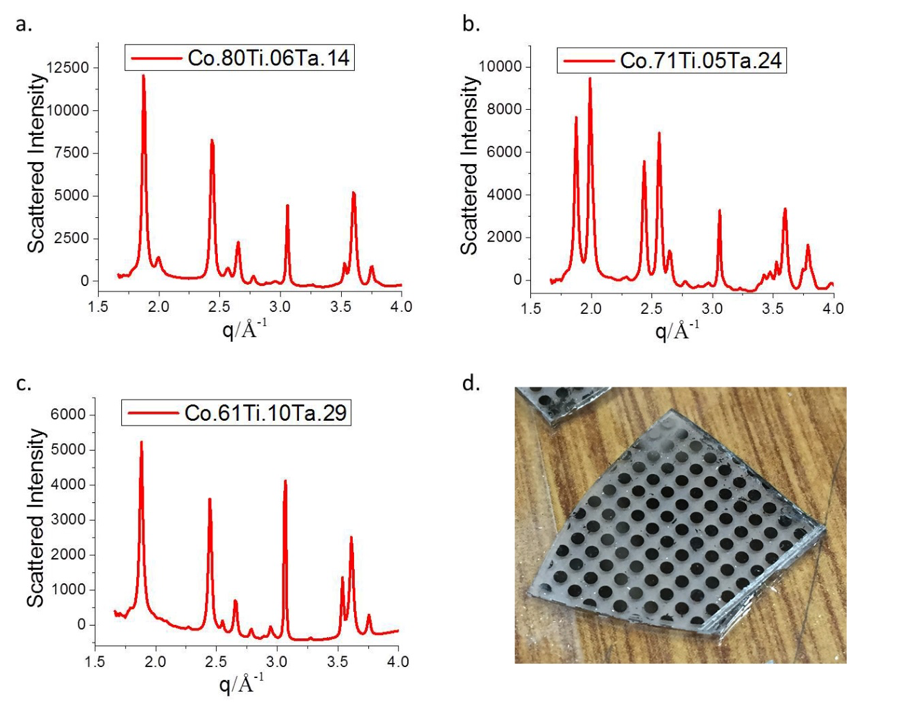 a.
Co.80Ti.06Ta.14
Scattered Intensity
12500
10000
7500
5000
2500
0
1.5 2.0 2.5 3.0 3.5 4.0
q/Å-1
b.
Co.71Ti.05Ta.24
Scattered Intensity
10000
8000
6000
4000
2000
0
1.5 2.0 2.5 3.0 3.5 4.0
q/Å-1
c.
Co.61Ti.10Ta.29
Scattered Intensity
6000
5000
4000
3000
2000
1000
0
1.5 2.0 2.5 3.0 3.5 4.0
q/Å-1
d.